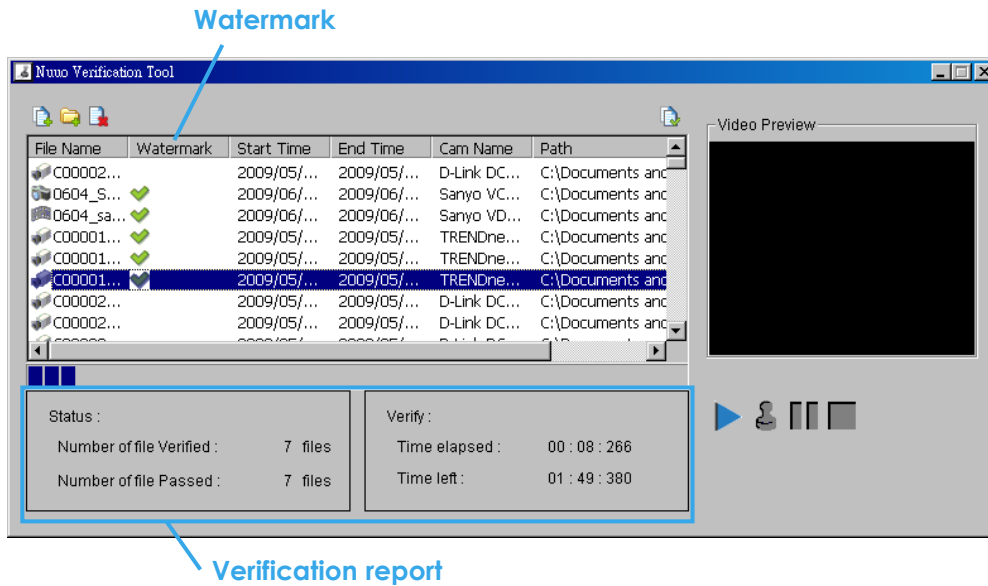 Watermark
Nuuo Verification Tool
Video Preview
File Name Watermark Start Time End Time Cam Name Path
C00002... 2009/05/... 2009/05/... D-Link DC... C:\Documents and
0604_S... 2009/06/... 2009/06/... Sanyo VC... C:\Documents and
0604_sa... 2009/06/... 2009/06/... Sanyo VD... C:\Documents and
C00001... 2009/05/... 2009/05/... TRENDne... C:\Documents and
C00001... 2009/05/... 2009/05/... TRENDne... C:\Documents and
C00001... 2009/05/... 2009/05/... TRENDne... C:\Documents and
C00002... 2009/05/... 2009/05/... D-Link DC... C:\Documents and
C00002... 2009/05/... 2009/05/... D-Link DC... C:\Documents and
Status :
Number of file Verified : 7 files
Number of file Passed : 7 files
Verify :
Time elapsed : 00 : 08 : 266
Time left : 01 : 49 : 380
Verification report